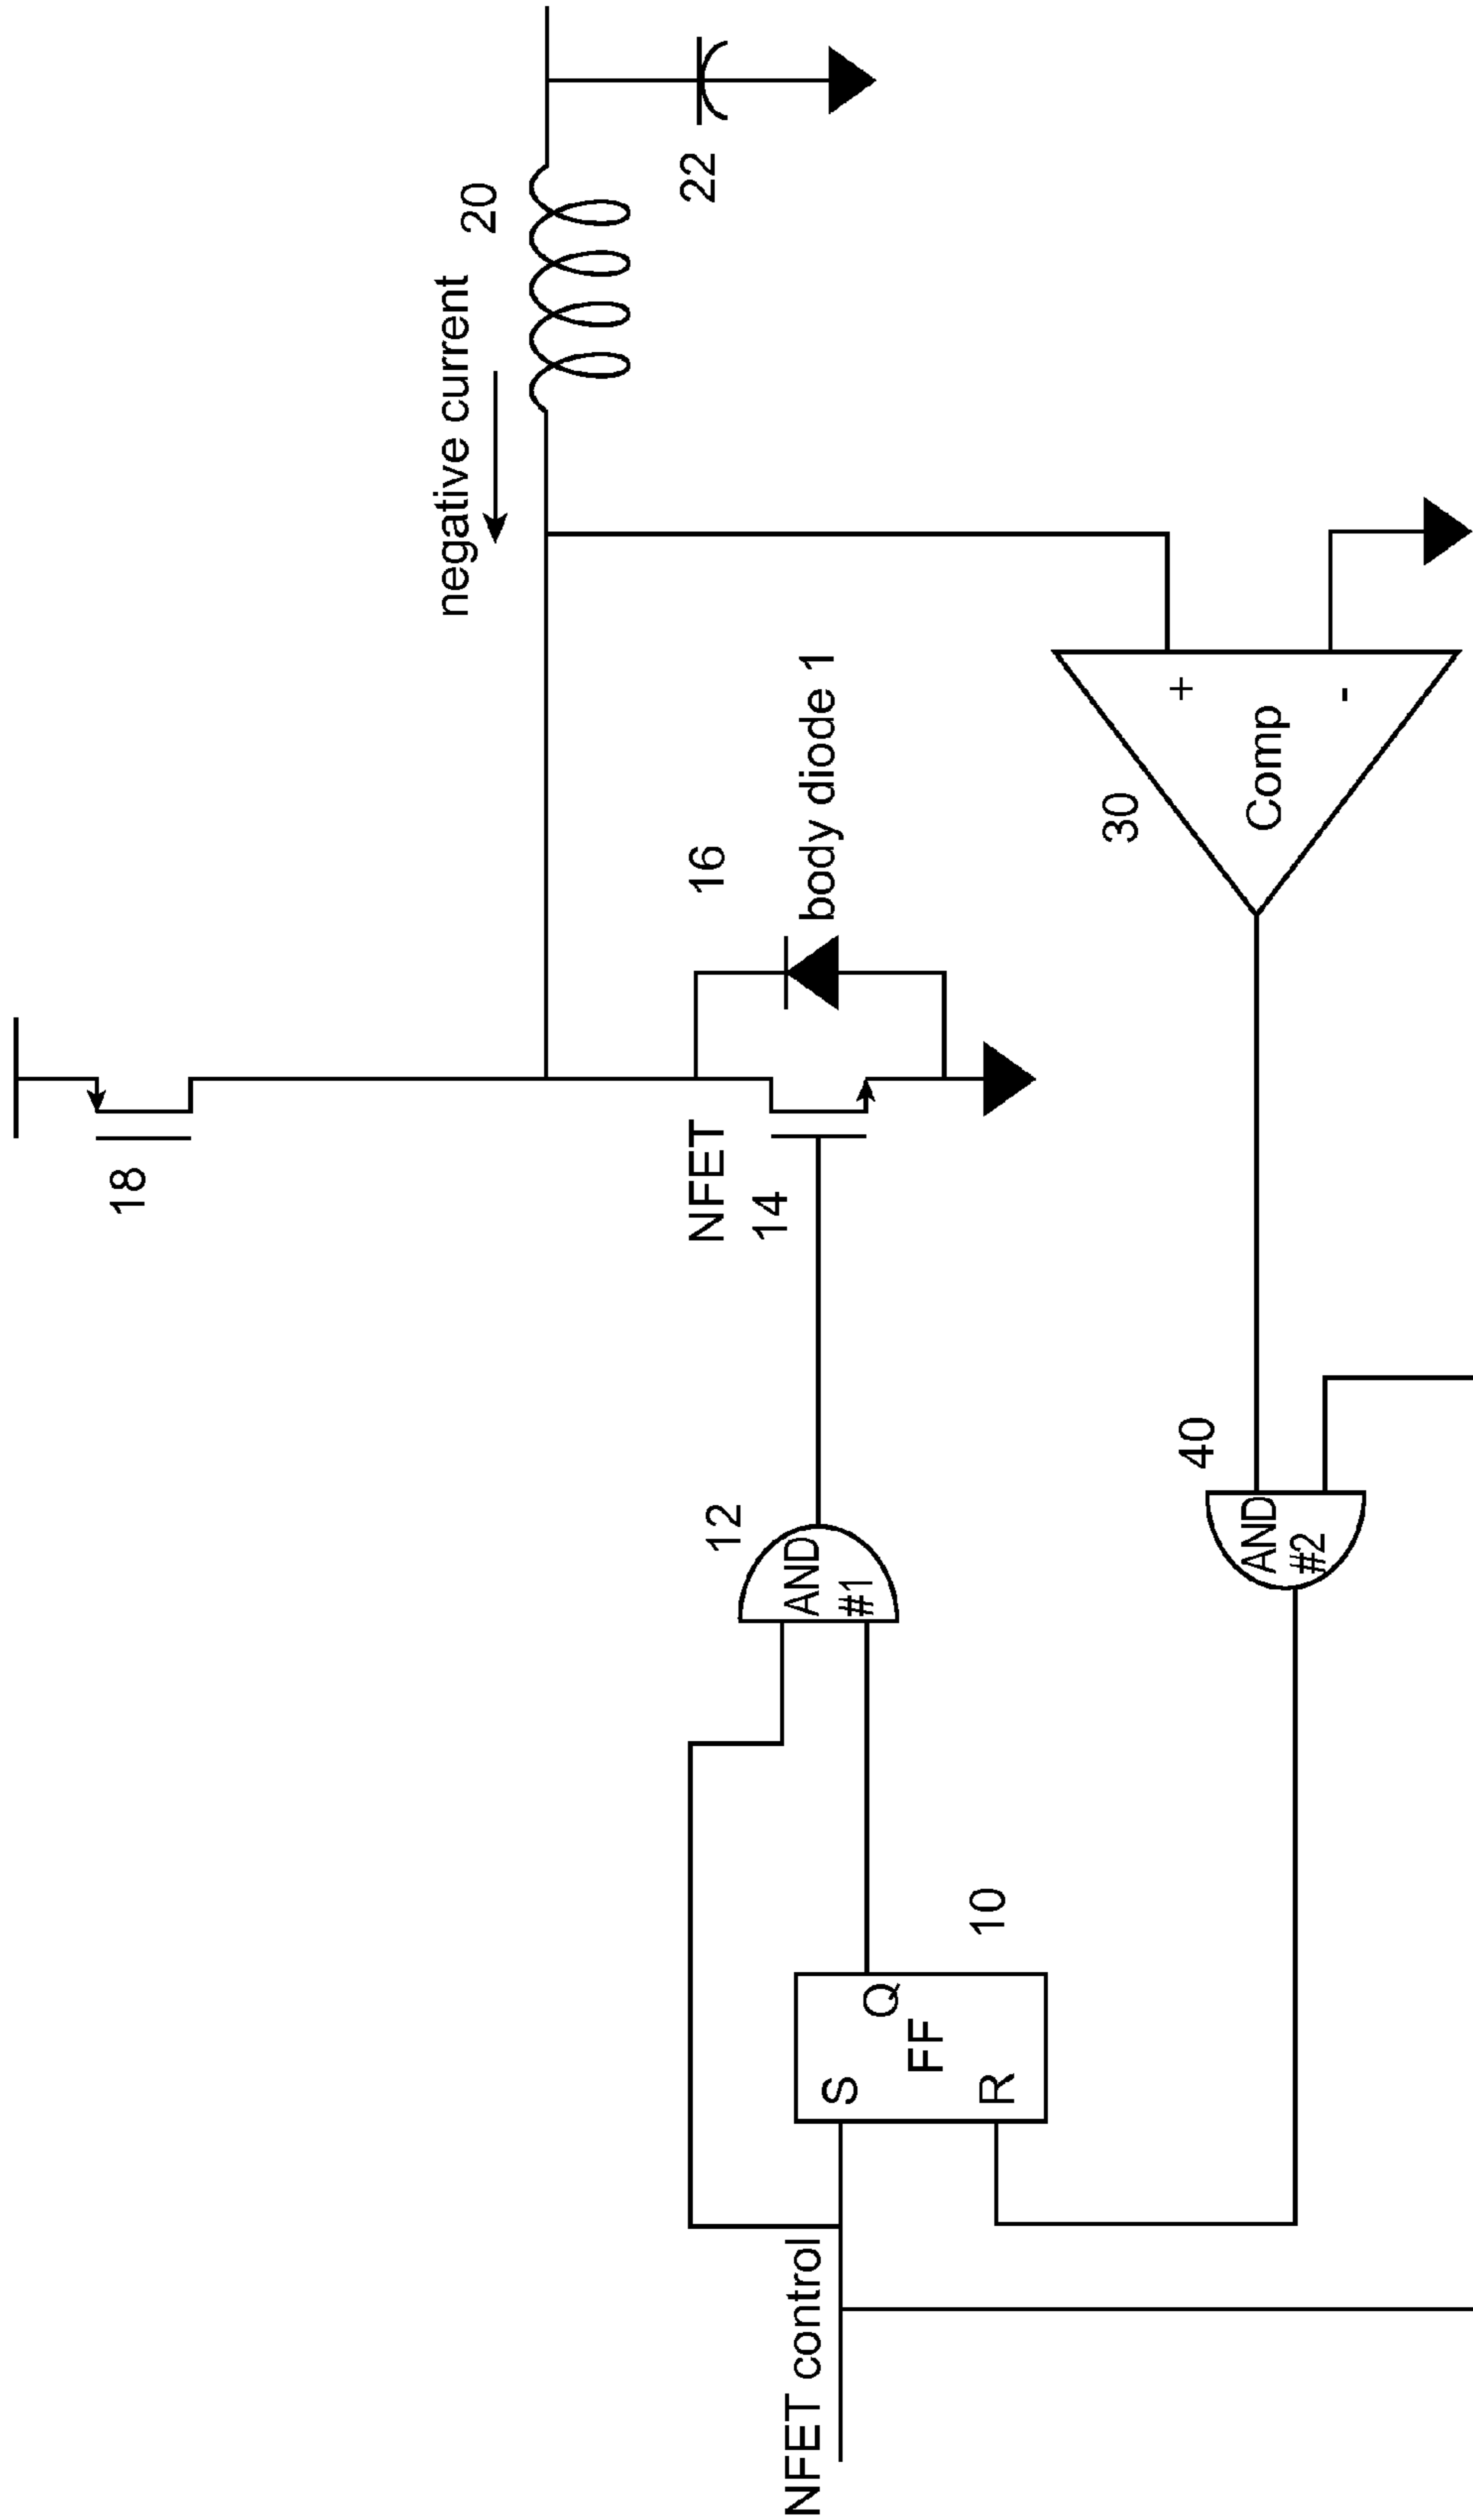 18
negative current
20
22
NFET
14
16
body diode 1
12
AND
#1
NFET control
S
Q
FF
R
10
30
+
Comp
-
40
AND
#2